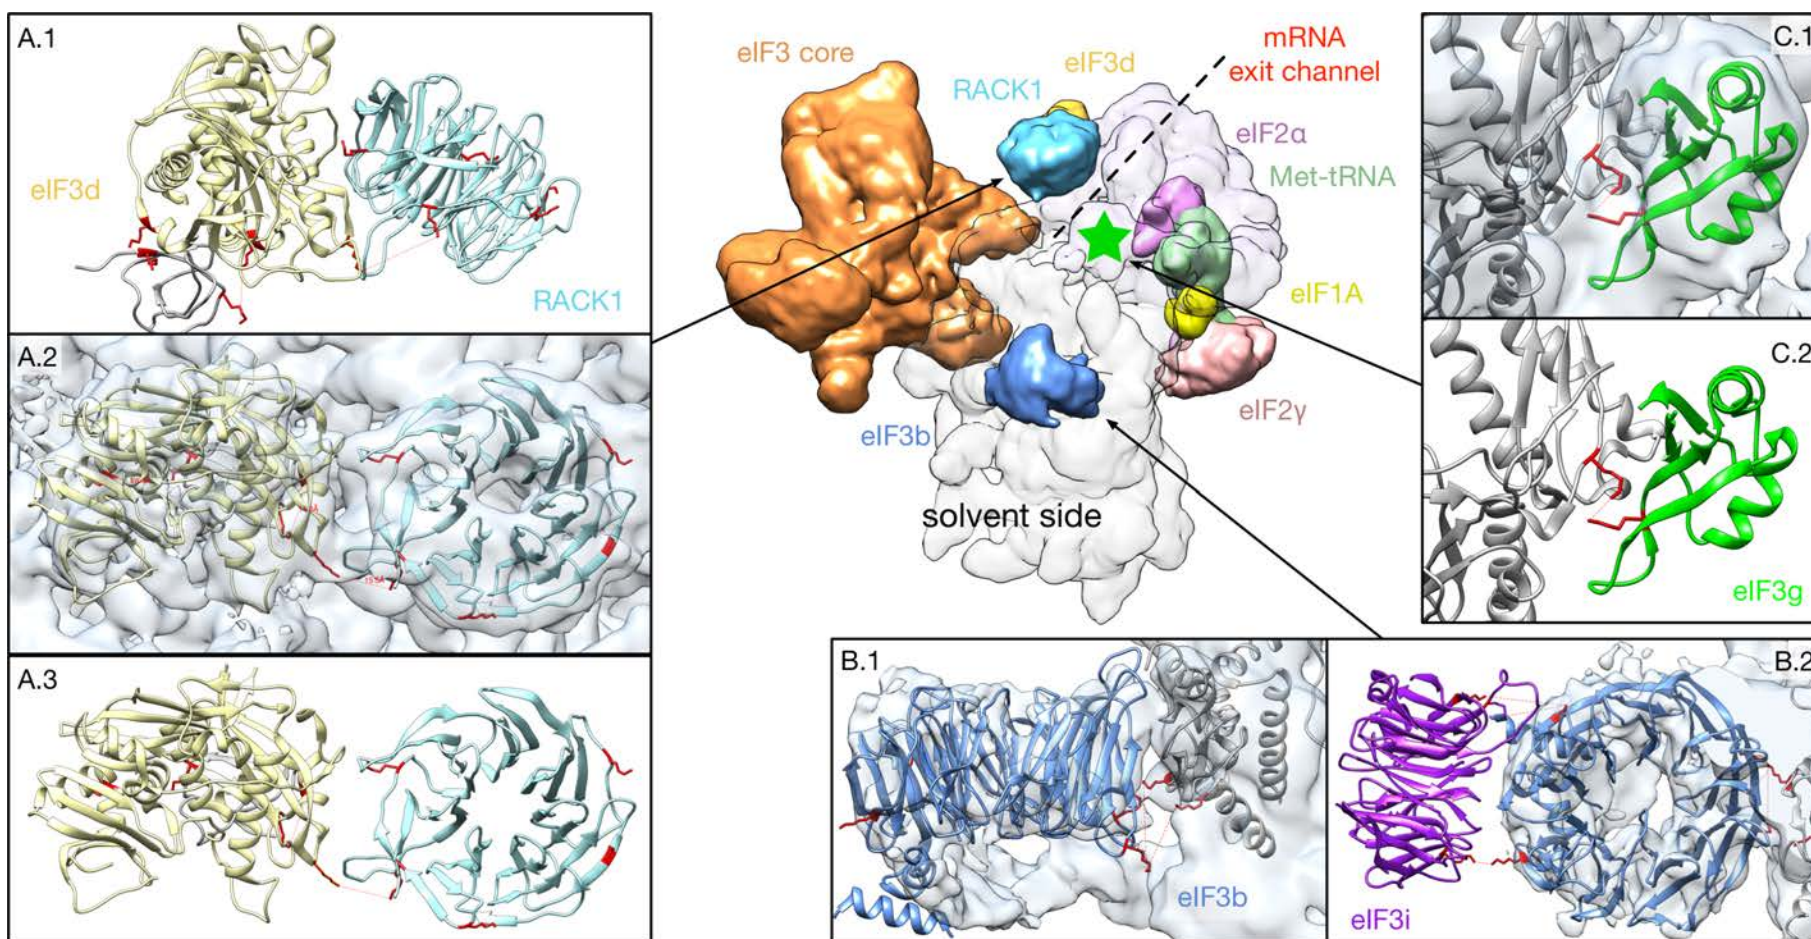 A.1
eIF3d
RACK1
A.2
A.3
eIF3 core
RACK1
eIF3d
mRNA
exit channel
eIF2α
Met-tRNA
eIF1A
eIF2γ
eIF3b
solvent side
C.1
C.2
eIF3g
B.1
eIF3b
B.2
eIF3i